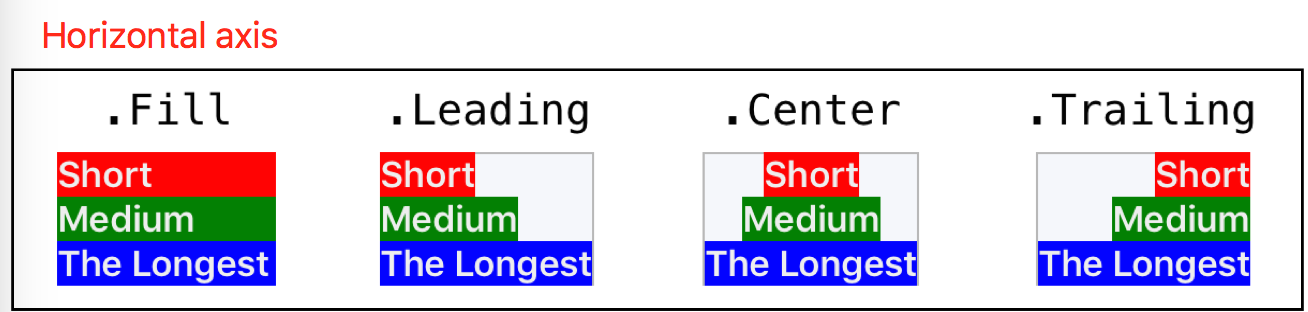 Horizontal axis
.Fill .Leading .Center .Trailing
Short Short Short Short
Medium Medium Medium Medium
The Longest The Longest The Longest The Longest